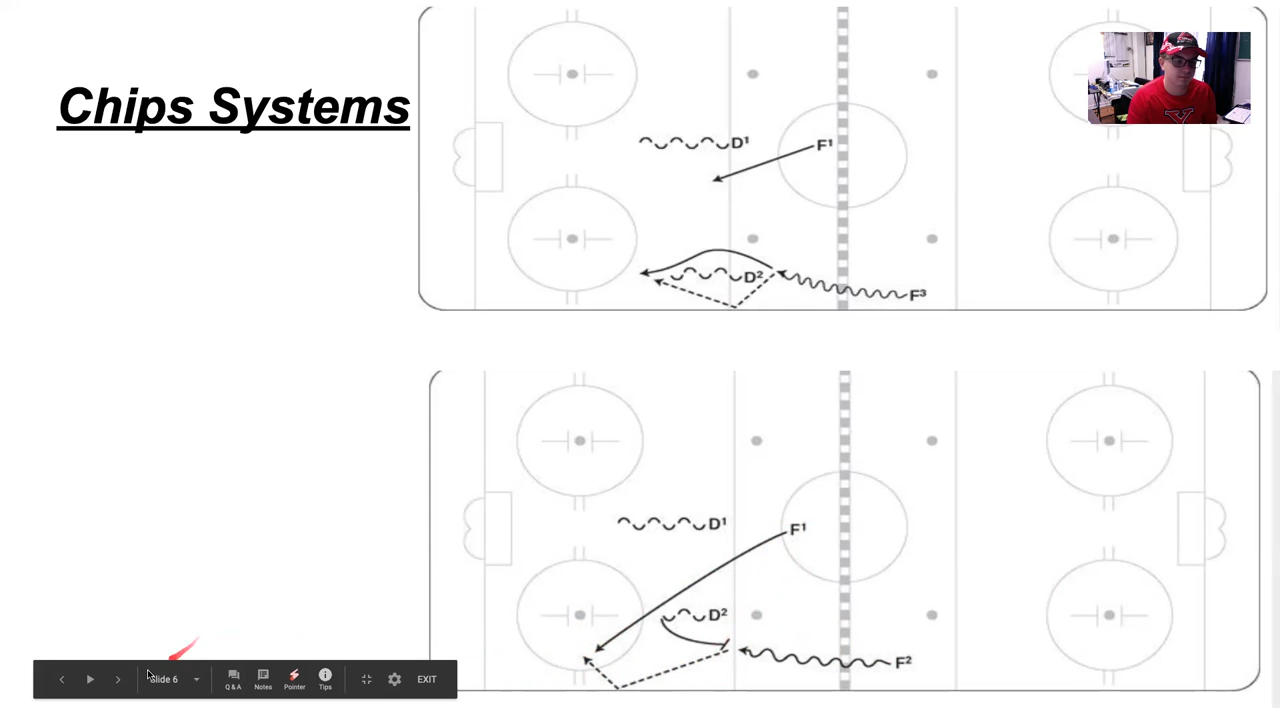 Chips Systems
D¹
F¹
D²
F³
D¹
F¹
D²
F²
Slide 6
Q & A
Notes
Pointer
Tips
EXIT